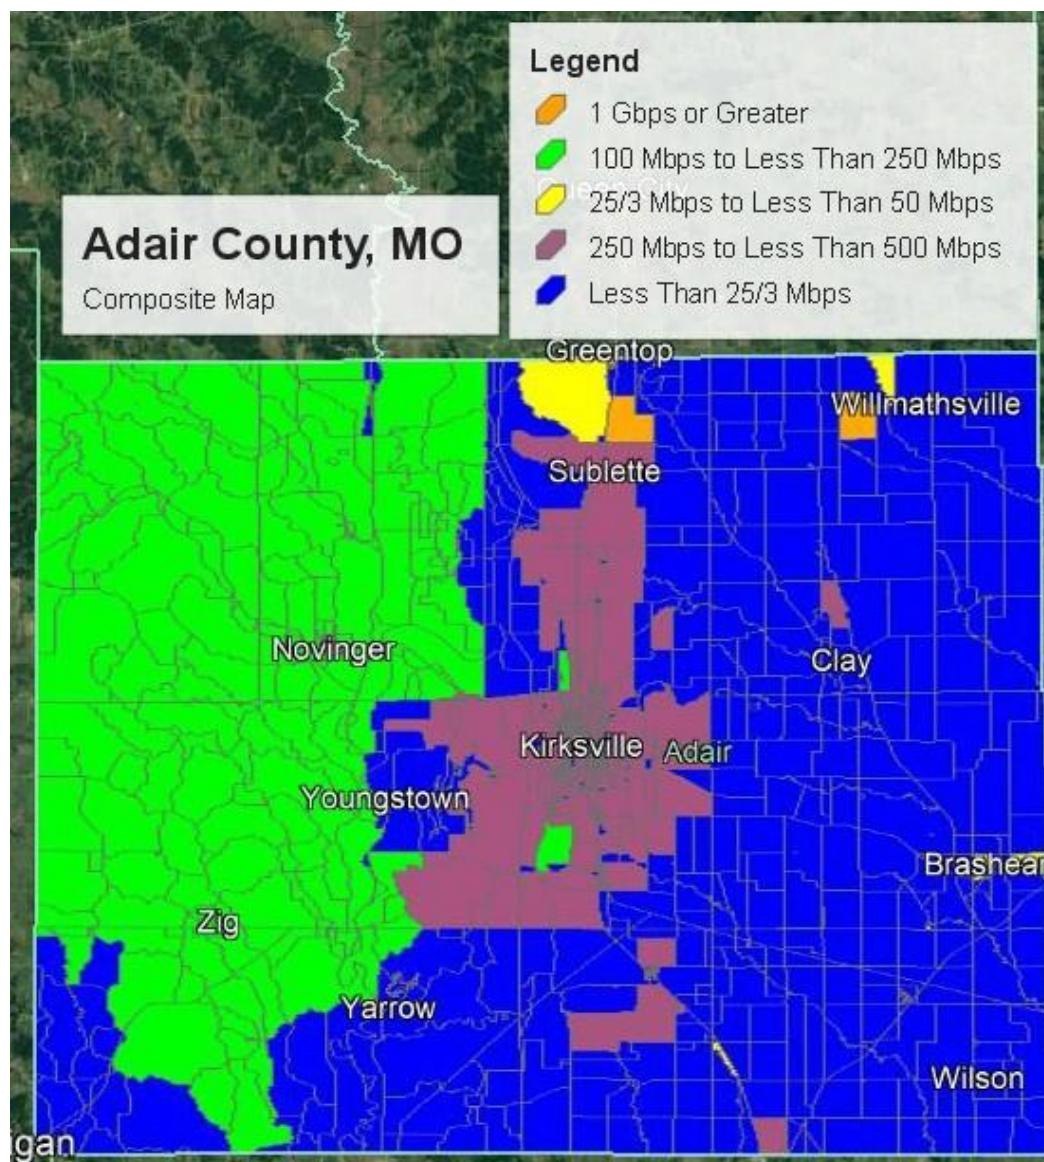 Legend
1 Gbps or Greater
100 Mbps to Less Than 250 Mbps
25/3 Mbps to Less Than 50 Mbps
250 Mbps to Less Than 500 Mbps
Less Than 25/3 Mbps
Adair County, MO
Composite Map
Greentop
Willmathsville
Sublette
Novinger
Clay
Kirksville
Adair
Youngstown
Brashear
Zig
Yarrow
Wilson
igan